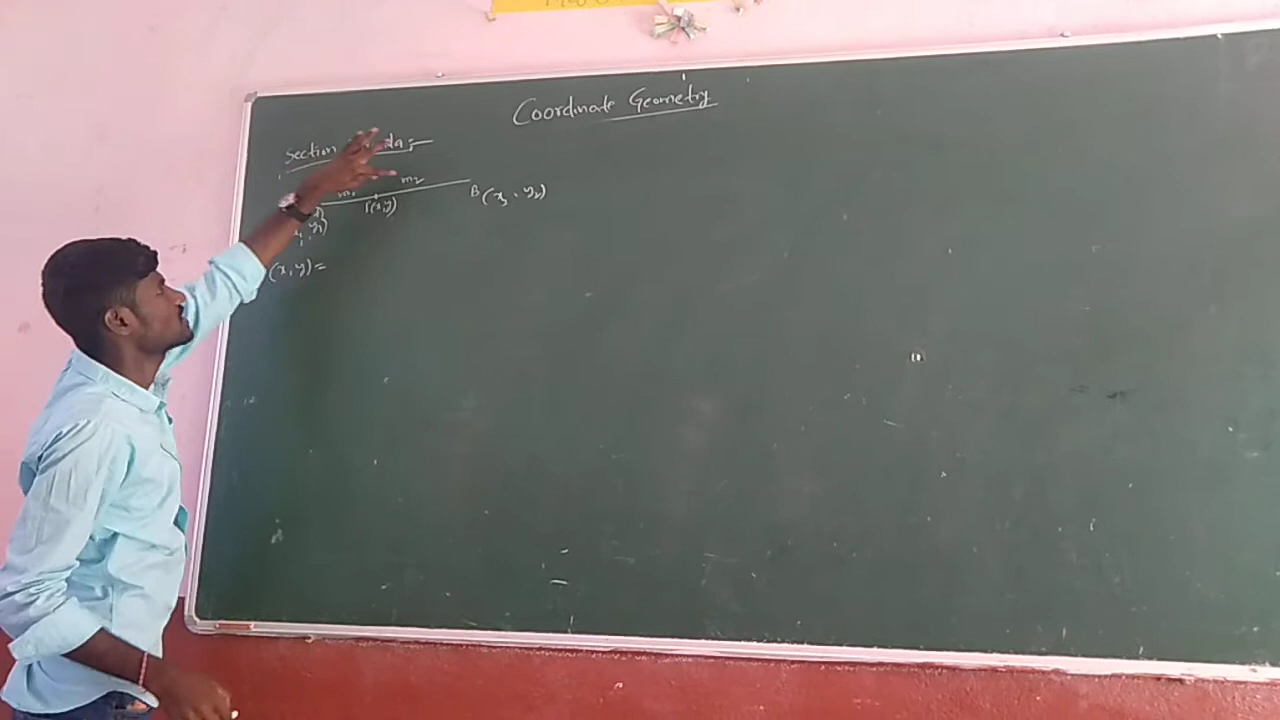 Coordinate Geometry
Section
m₁ m₂
P(x,y) B (x₂, y₂)
(x, y) =